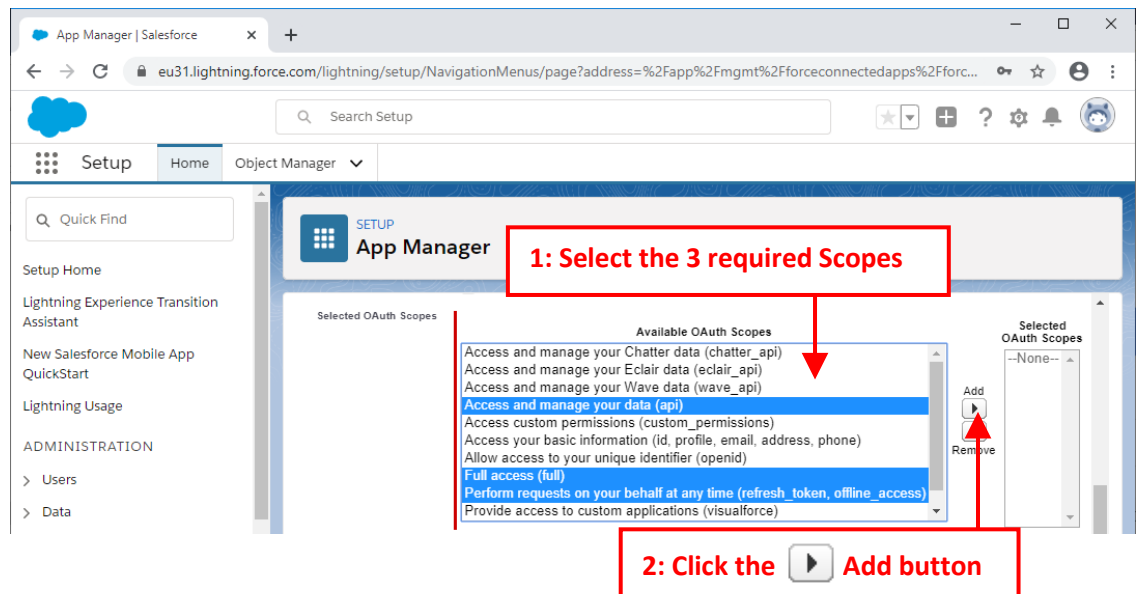 App Manager | Salesforce
eu31.lightning.force.com/lightning/setup/NavigationMenus/page?address=%2Fapp%2Fmgmt%2Fforceconnectedapps%2Fforc...
Search Setup
Setup
Home
Object Manager
Quick Find
SETUP
App Manager
1: Select the 3 required Scopes
Setup Home
Lightning Experience Transition
Assistant
New Salesforce Mobile App
QuickStart
Lightning Usage
ADMINISTRATION
> Users
> Data
Selected OAuth Scopes
Available OAuth Scopes
Access and manage your Chatter data (chatter_api)
Access and manage your Eclair data (eclair_api)
Access and manage your Wave data (wave_api)
Access and manage your data (api)
Access custom permissions (custom_permissions)
Access your basic information (id, profile, email, address, phone)
Allow access to your unique identifier (openid)
Full access (full)
Perform requests on your behalf at any time (refresh_token, offline_access)
Provide access to custom applications (visualforce)
Add
Remove
Selected
OAuth Scopes
--None--
2: Click the Add button